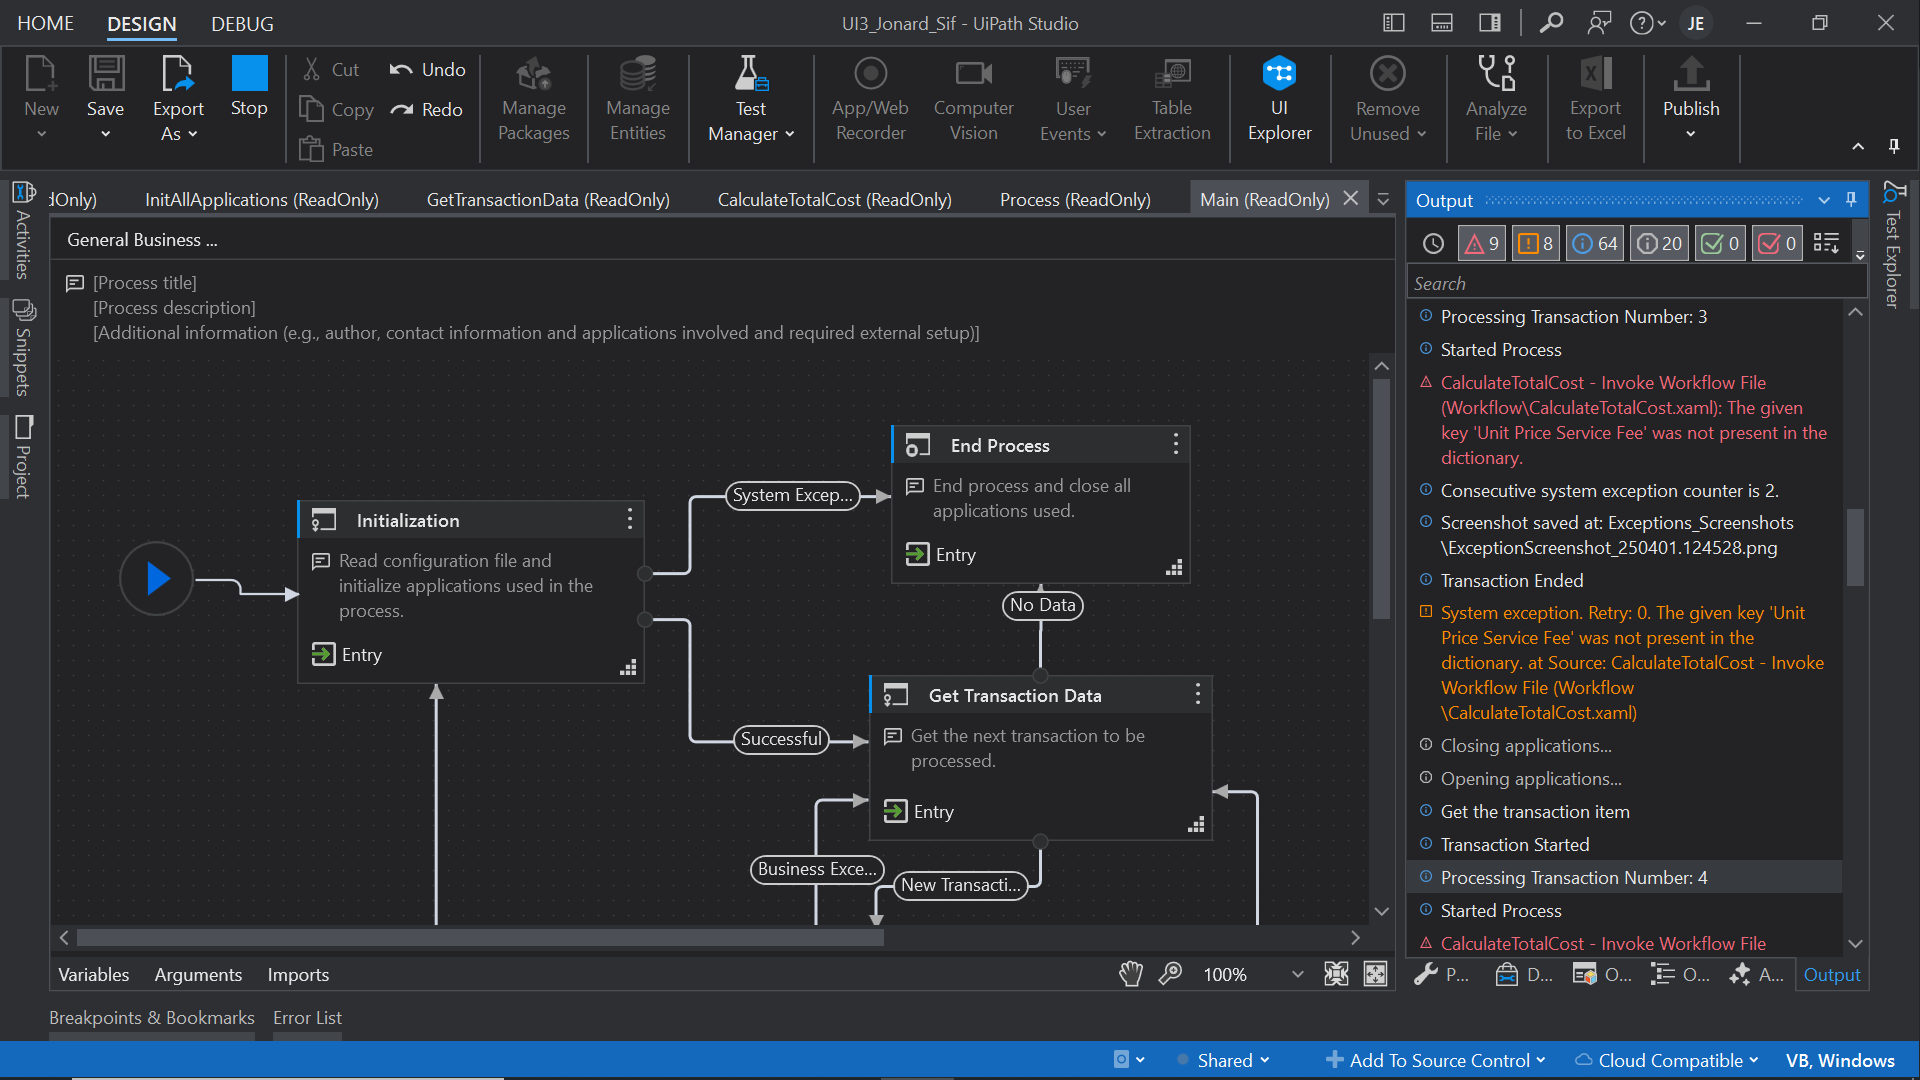 HOME DESIGN DEBUG UI3_Jonard_Sif - UiPath Studio JE
New Save Export As Stop Cut Copy Paste Undo Redo Manage Packages Manage Entities Test Manager App/Web Recorder Computer Vision User Events Table Extraction UI Explorer Remove Unused Analyze File Export to Excel Publish
dOnly) InitAllApplications (ReadOnly) GetTransactionData (ReadOnly) CalculateTotalCost (ReadOnly) Process (ReadOnly) Main (ReadOnly)
Activities
Snippets
Project
General Business ...
[Process title]
[Process description]
[Additional information (e.g., author, contact information and applications involved and required external setup)]
Initialization
Read configuration file and
initialize applications used in the
process.
Entry
System Excep...
End Process
End process and close all
applications used.
Entry
No Data
Successful
Get Transaction Data
Get the next transaction to be
processed.
Entry
Business Exce...
New Transacti...
Variables Arguments Imports 100%
Output
9 8 64 20 0 0
Search
Processing Transaction Number: 3
Started Process
CalculateTotalCost - Invoke Workflow File
(Workflow\CalculateTotalCost.xaml): The given
key 'Unit Price Service Fee' was not present in the
dictionary.
Consecutive system exception counter is 2.
Screenshot saved at: Exceptions_Screenshots
\ExceptionScreenshot_250401.124528.png
Transaction Ended
System exception. Retry: 0. The given key 'Unit
Price Service Fee' was not present in the
dictionary. at Source: CalculateTotalCost - Invoke
Workflow File (Workflow
\CalculateTotalCost.xaml)
Closing applications...
Opening applications...
Get the transaction item
Transaction Started
Processing Transaction Number: 4
Started Process
CalculateTotalCost - Invoke Workflow File
P... D... O... O... A... Output
Test Explorer
Breakpoints & Bookmarks Error List
Shared Add To Source Control Cloud Compatible VB, Windows